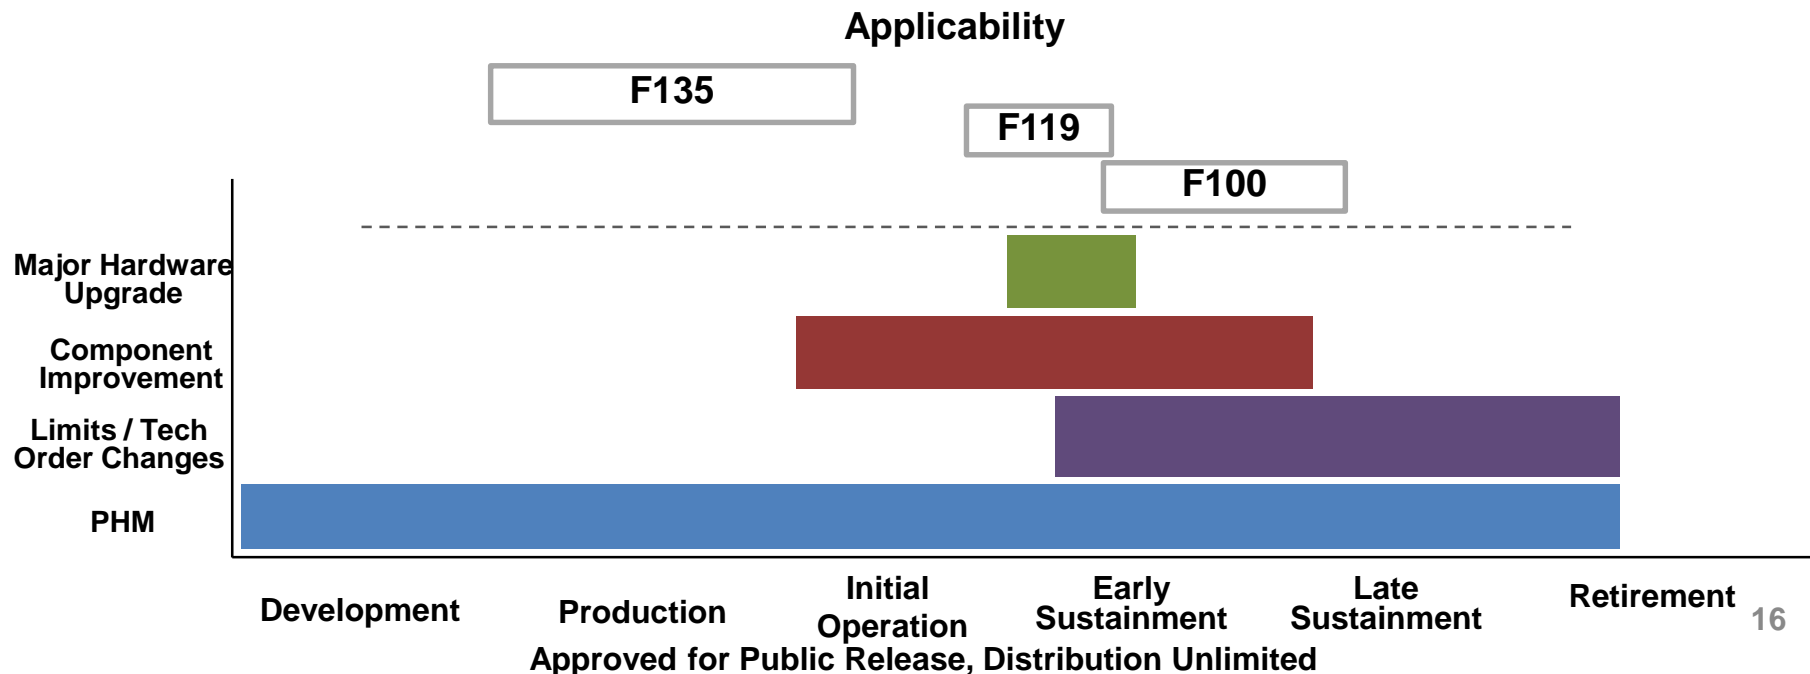 Applicability
F135
F119
F100
Major Hardware
Upgrade
Component
Improvement
Limits / Tech
Order Changes
PHM
Development
Production
Initial
Operation
Early
Sustainment
Late
Sustainment
Retirement
16
Approved for Public Release, Distribution Unlimited